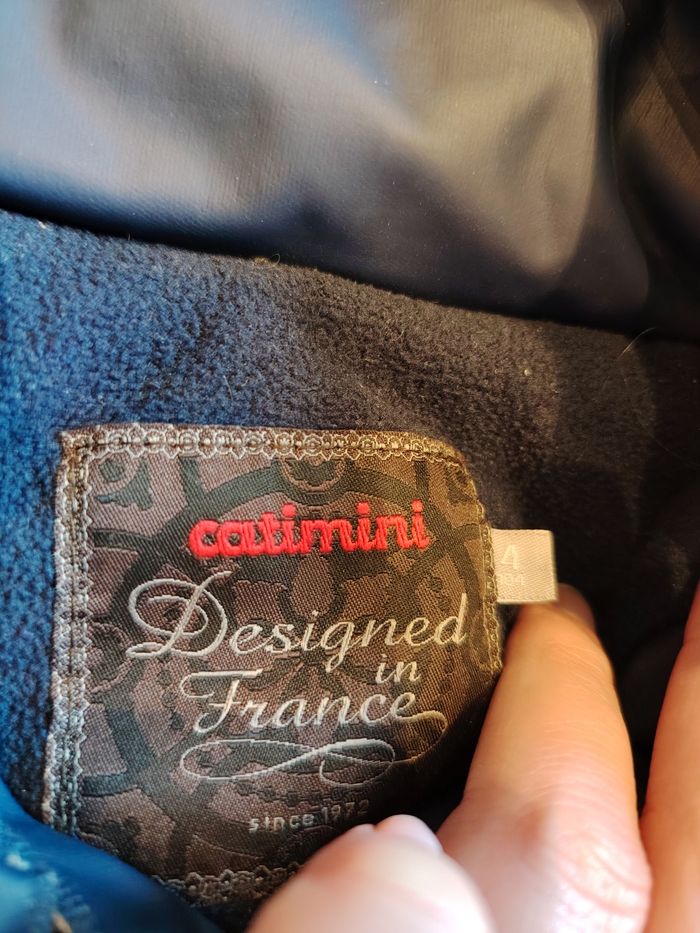 catimini
Designed
in
France
since 1972
4